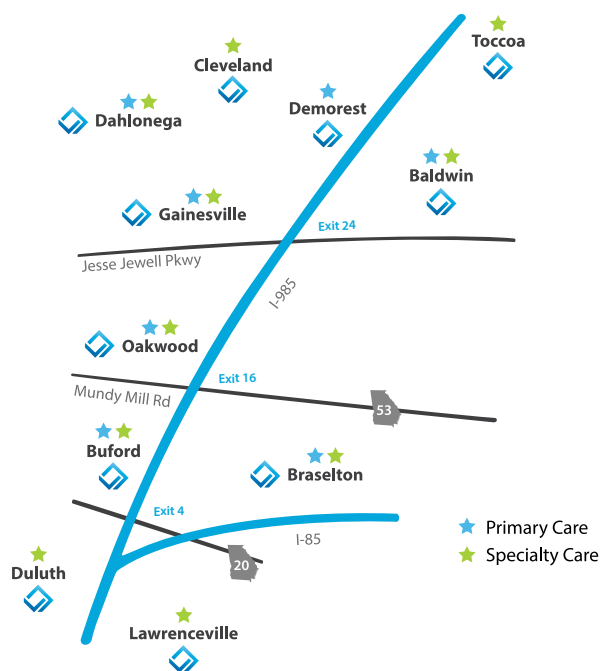 Toccoa
Cleveland
Demorest
Dahlonega
Baldwin
Gainesville
Exit 24
Jesse Jewell Pkwy
I-985
Oakwood
Exit 16
Mundy Mill Rd
53
Buford
Braselton
Exit 4
I-85
Primary Care
Specialty Care
20
Duluth
Lawrenceville